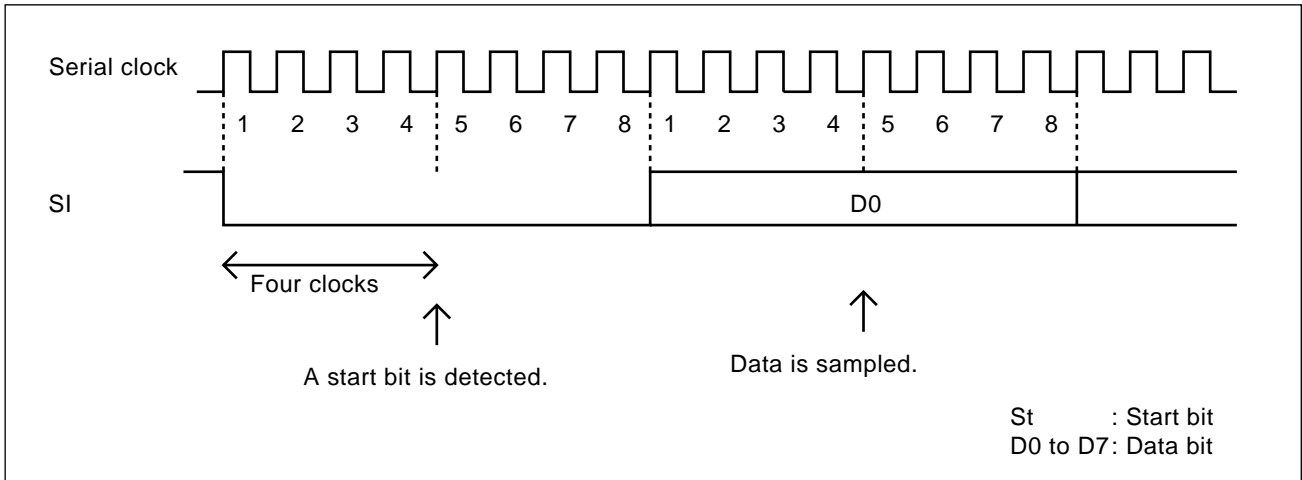 Serial clock
1 2 3 4 5 6 7 8 1 2 3 4 5 6 7 8
SI
D0
Four clocks
A start bit is detected.
Data is sampled.
St : Start bit
D0 to D7: Data bit